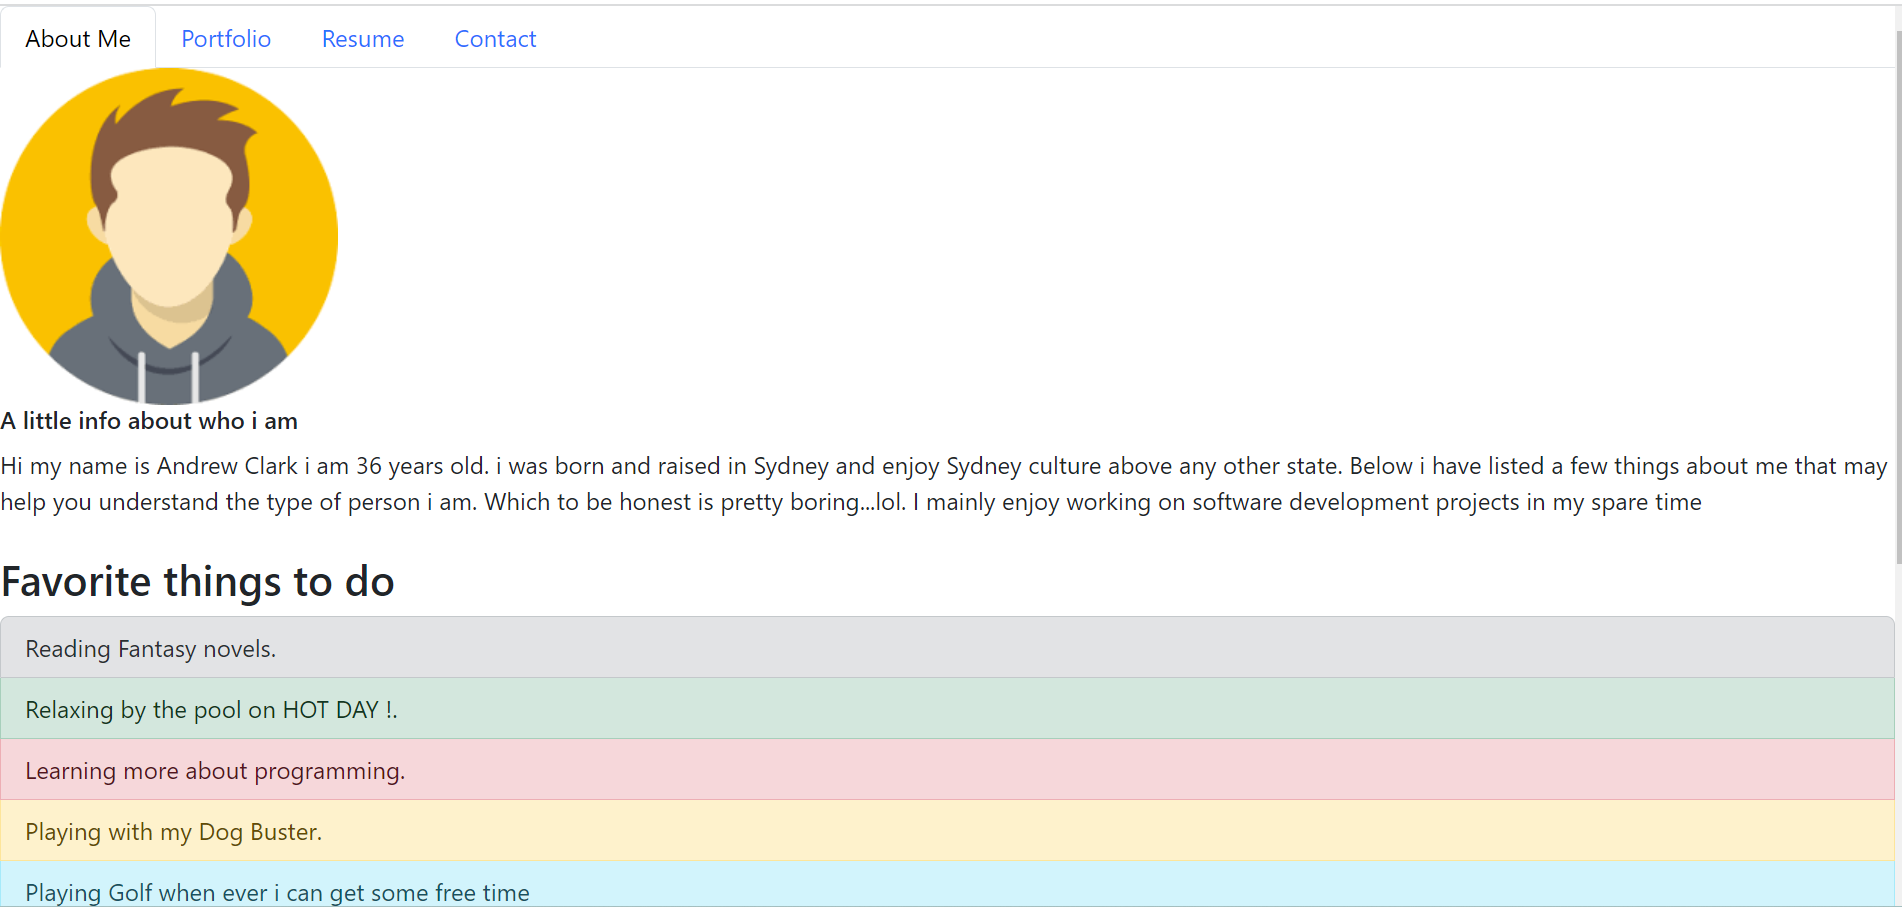 About Me Portfolio Resume Contact
A little info about who i am
Hi my name is Andrew Clark i am 36 years old. i was born and raised in Sydney and enjoy Sydney culture above any other state. Below i have listed a few things about me that may
help you understand the type of person i am. Which to be honest is pretty boring...lol. I mainly enjoy working on software development projects in my spare time
Favorite things to do
Reading Fantasy novels.
Relaxing by the pool on HOT DAY !.
Learning more about programming.
Playing with my Dog Buster.
Playing Golf when ever i can get some free time